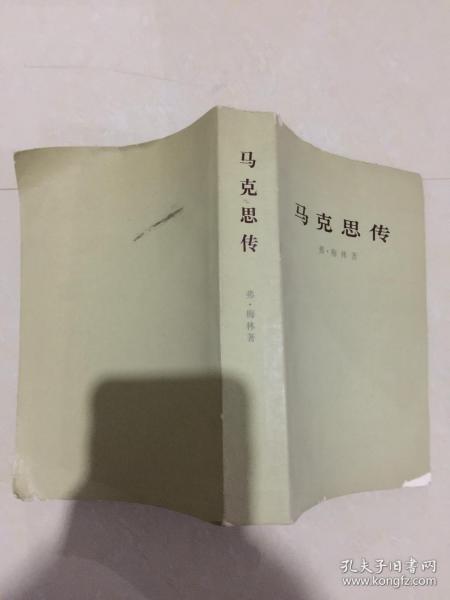 马克思传
弗·梅林著
马克思传
弗·梅林 著
孔夫子旧书网
www.kongfz.com